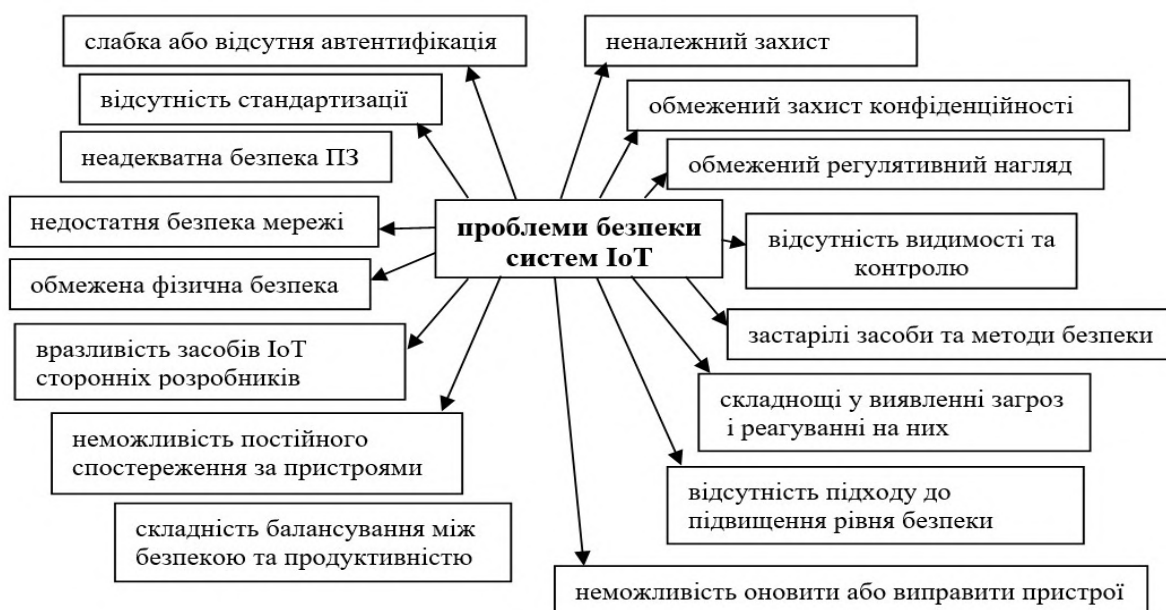 слабка або відсутня автентифікація
неналежний захист
відсутність стандартизації
обмежений захист конфіденційності
неадекватна безпека ПЗ
обмежений регулятивний нагляд
недостатня безпека мережі
проблеми безпеки
систем IoT
відсутність видимості та
контролю
обмежена фізична безпека
вразливість засобів IoT
сторонніх розробників
застарілі засоби та методи безпеки
складнощі у виявленні загроз
і реагуванні на них
неможливість постійного
спостереження за пристроями
відсутність підходу до
підвищення рівня безпеки
складність балансування між
безпекою та продуктивністю
неможливість оновити або виправити пристрої